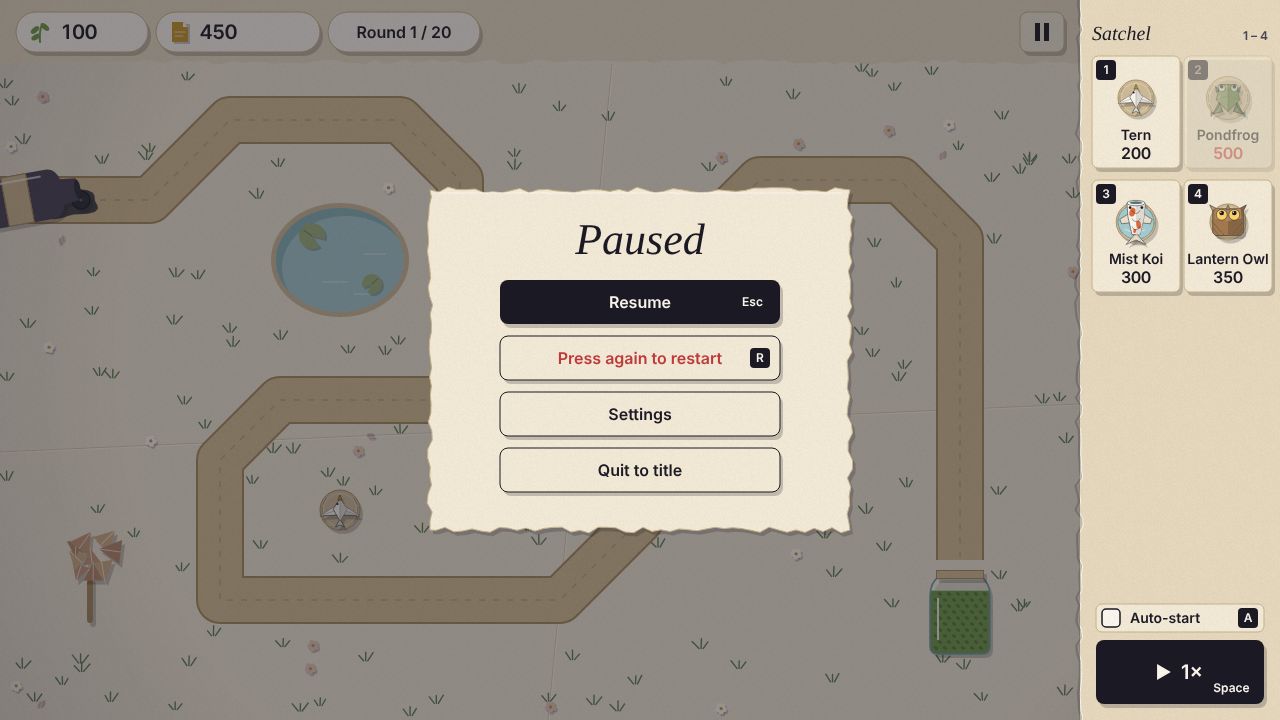 100
450
Round 1 / 20
Satchel
1–4
1
Tern
200
2
Pondfrog
500
3
Mist Koi
300
4
Lantern Owl
350
Paused
Resume Esc
Press again to restart R
Settings
Quit to title
Auto-start A
1×
Space